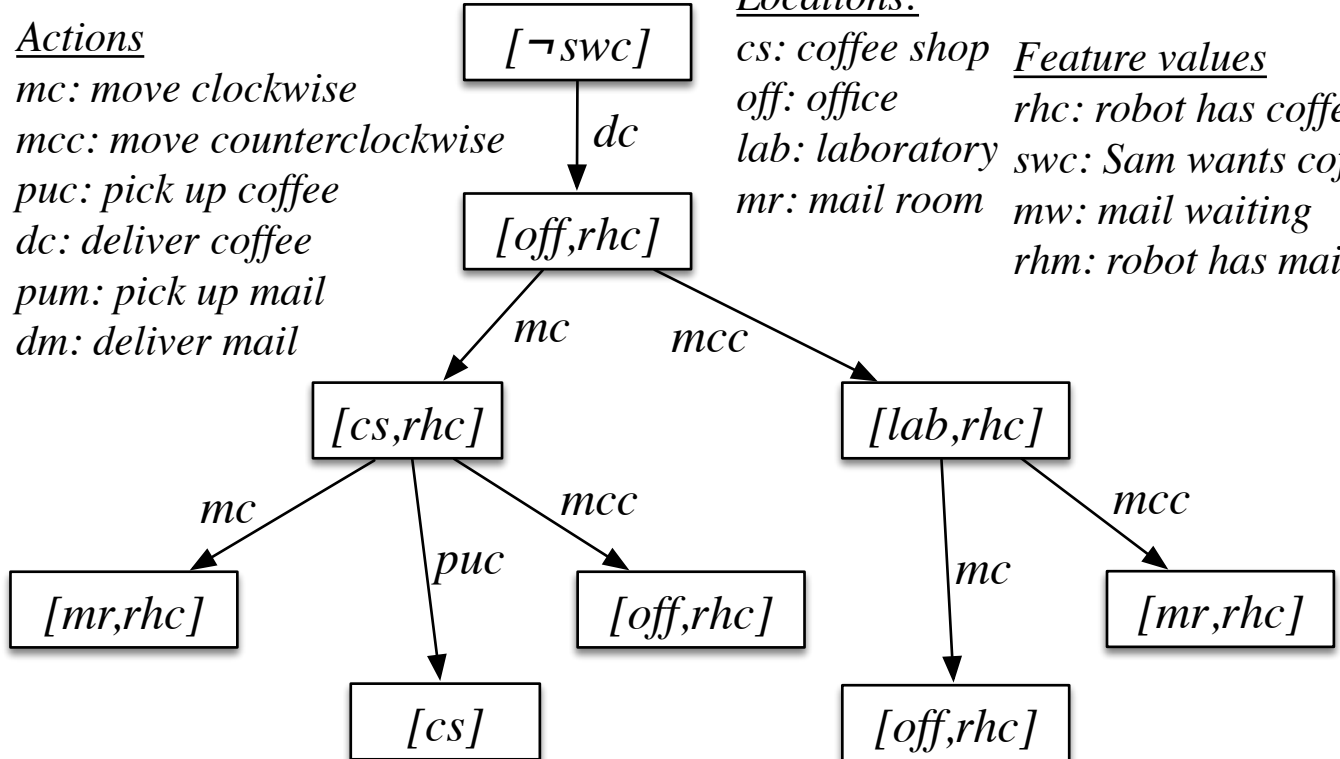 Actions
mc: move clockwise
mcc: move counterclockwise
puc: pick up coffee
dc: deliver coffee
pum: pick up mail
dm: deliver mail
Locations:
cs: coffee shop
off: office
lab: laboratory
mr: mail room
Feature values
rhc: robot has coffe
swc: Sam wants cof
mw: mail waiting
rhm: robot has mail
[¬swc]
dc
[off,rhc]
mc
mcc
[cs,rhc]
[lab,rhc]
mc
puc
mcc
mc
mcc
[mr,rhc]
[off,rhc]
[mr,rhc]
[cs]
[off,rhc]